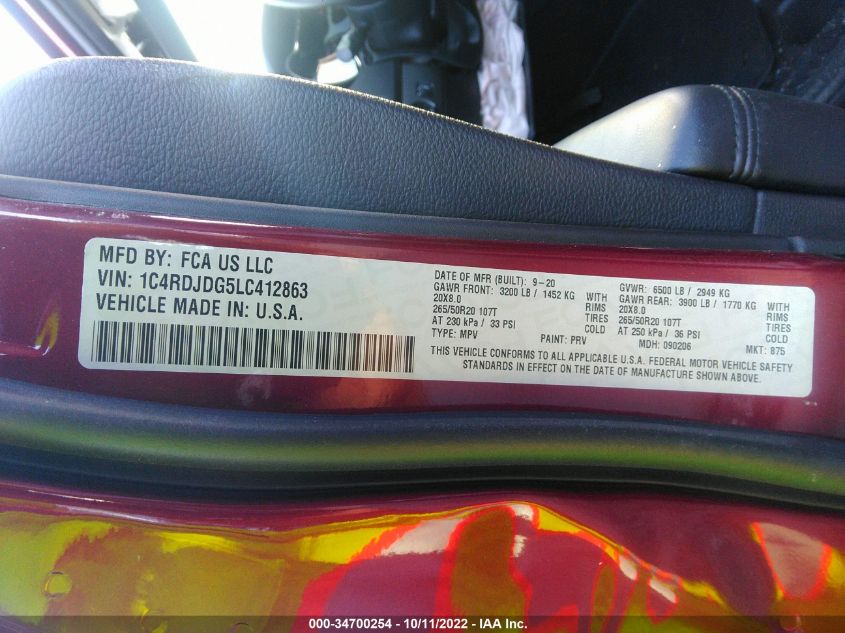 MFD BY: FCA US LLC
VIN: 1C4RDJDG5LC412863
VEHICLE MADE IN: U.S.A.
DATE OF MFR (BUILT): 9-20
GAWR FRONT: 3200 LB / 1452 KG WITH
20X8.0 RIMS
265/50R20 107T TIRES
AT 230 kPa / 33 PSI COLD
TYPE: MPV PAINT: PRV
GVWR: 6500 LB / 2949 KG
GAWR REAR: 3900 LB / 1770 KG WITH
20X8.0 RIMS
265/50R20 107T TIRES
AT 250 kPa / 36 PSI COLD
MDH: 090206 MKT: 875
THIS VEHICLE CONFORMS TO ALL APPLICABLE U.S.A. FEDERAL MOTOR VEHICLE SAFETY
STANDARDS IN EFFECT ON THE DATE OF MANUFACTURE SHOWN ABOVE.
000-34700254 - 10/11/2022 - IAA Inc.